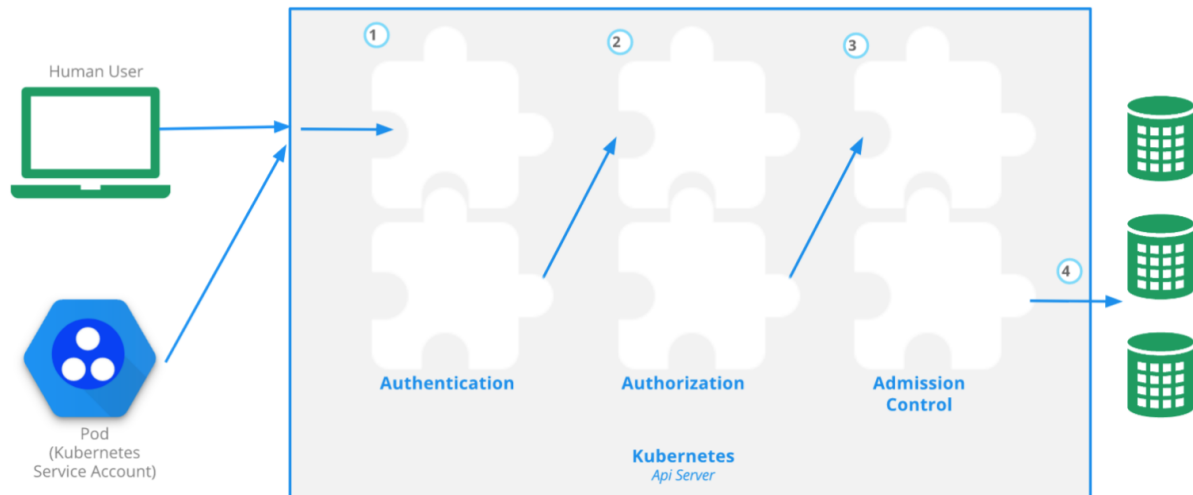 Human User
Pod
(Kubernetes
Service Account)
1
2
3
4
Authentication
Authorization
Admission
Control
Kubernetes
Api Server